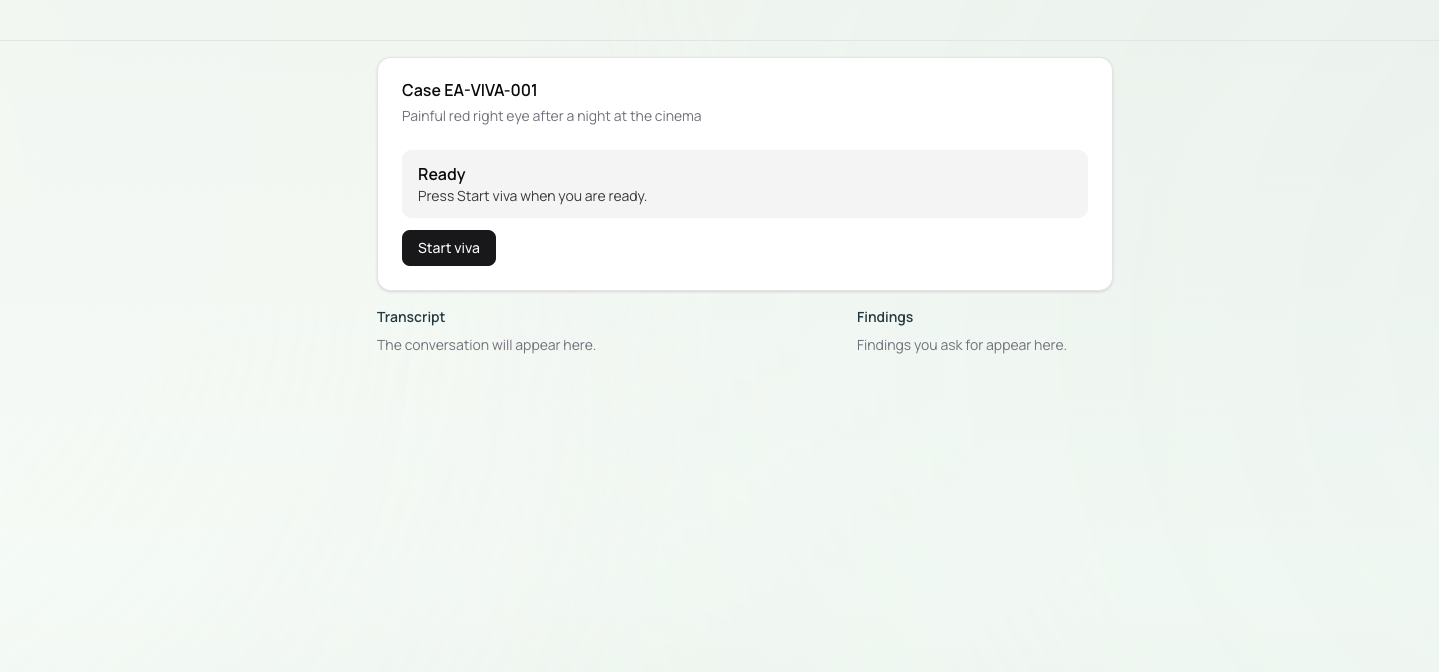 Case EA-VIVA-001
Painful red right eye after a night at the cinema
Ready
Press Start viva when you are ready.
Start viva
Transcript
The conversation will appear here.
Findings
Findings you ask for appear here.